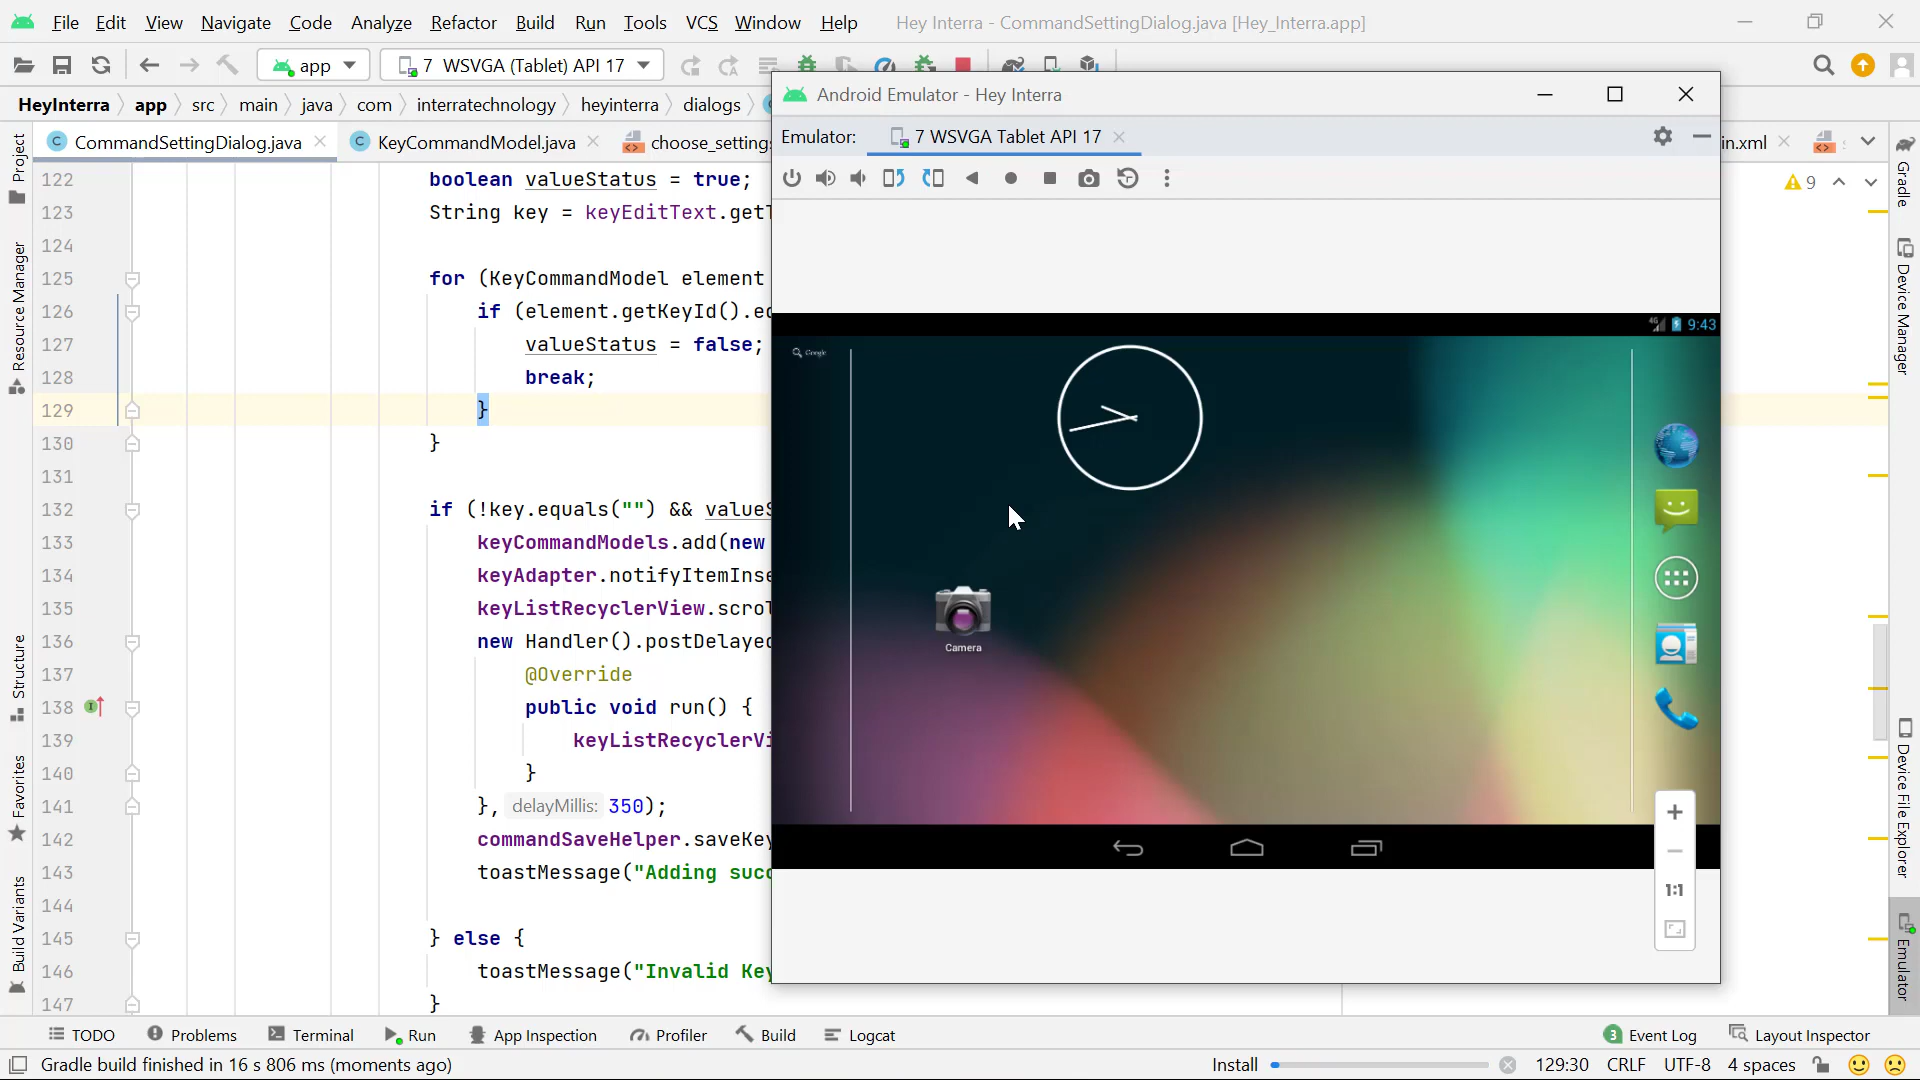 File Edit View Navigate Code Analyze Refactor Build Run Tools VCS Window Help Hey Interra - CommandSettingDialog.java [Hey_Interra.app]
app 7 WSVGA (Tablet) API 17
HeyInterra app src main java com interratechnology heyinterra dialogs
Android Emulator - Hey Interra
CommandSettingDialog.java KeyCommandModel.java choose_setting
in.xml
Emulator: 7 WSVGA Tablet API 17
9
122 boolean valueStatus = true;
123 String key = keyEditText.get
124
125 for (KeyCommandModel element
126 if (element.getKeyId().e
127 valueStatus = false;
128 break;
129 }
130 }
131
132 if (!key.equals("") && value
133 keyCommandModels.add(new
134 keyAdapter.notifyItemInse
135 keyListRecyclerView.scrol
136 new Handler().postDelaye
137 @Override
138 public void run() {
139 keyListRecyclerVi
140 }
141 }, delayMillis: 350);
142 commandSaveHelper.saveKe
143 toastMessage("Adding suc
144
145 } else {
146 toastMessage("Invalid Ke
147 }
4G 9:43
Google
Camera
1:1
Project
Resource Manager
Structure
Favorites
Build Variants
Gradle
Device Manager
Device File Explorer
Emulator
TODO Problems Terminal Run App Inspection Profiler Build Logcat 3 Event Log Layout Inspector
Gradle build finished in 16 s 806 ms (moments ago) Install 129:30 CRLF UTF-8 4 spaces